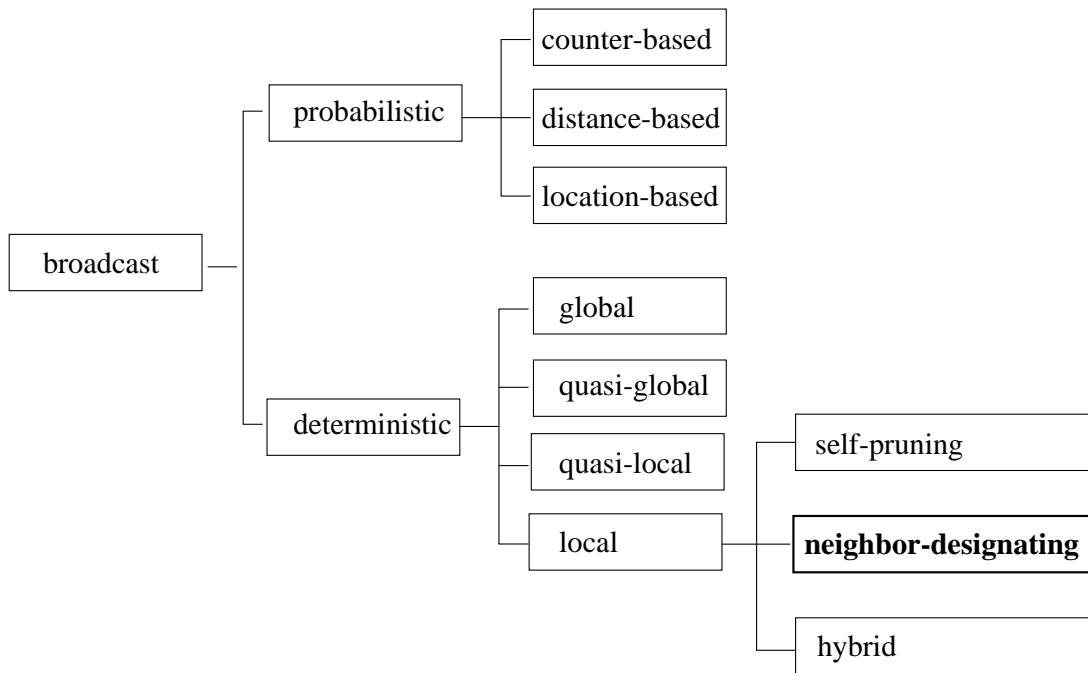 broadcast
probabilistic
counter-based
distance-based
location-based
deterministic
global
quasi-global
quasi-local
local
self-pruning
neighbor-designating
hybrid